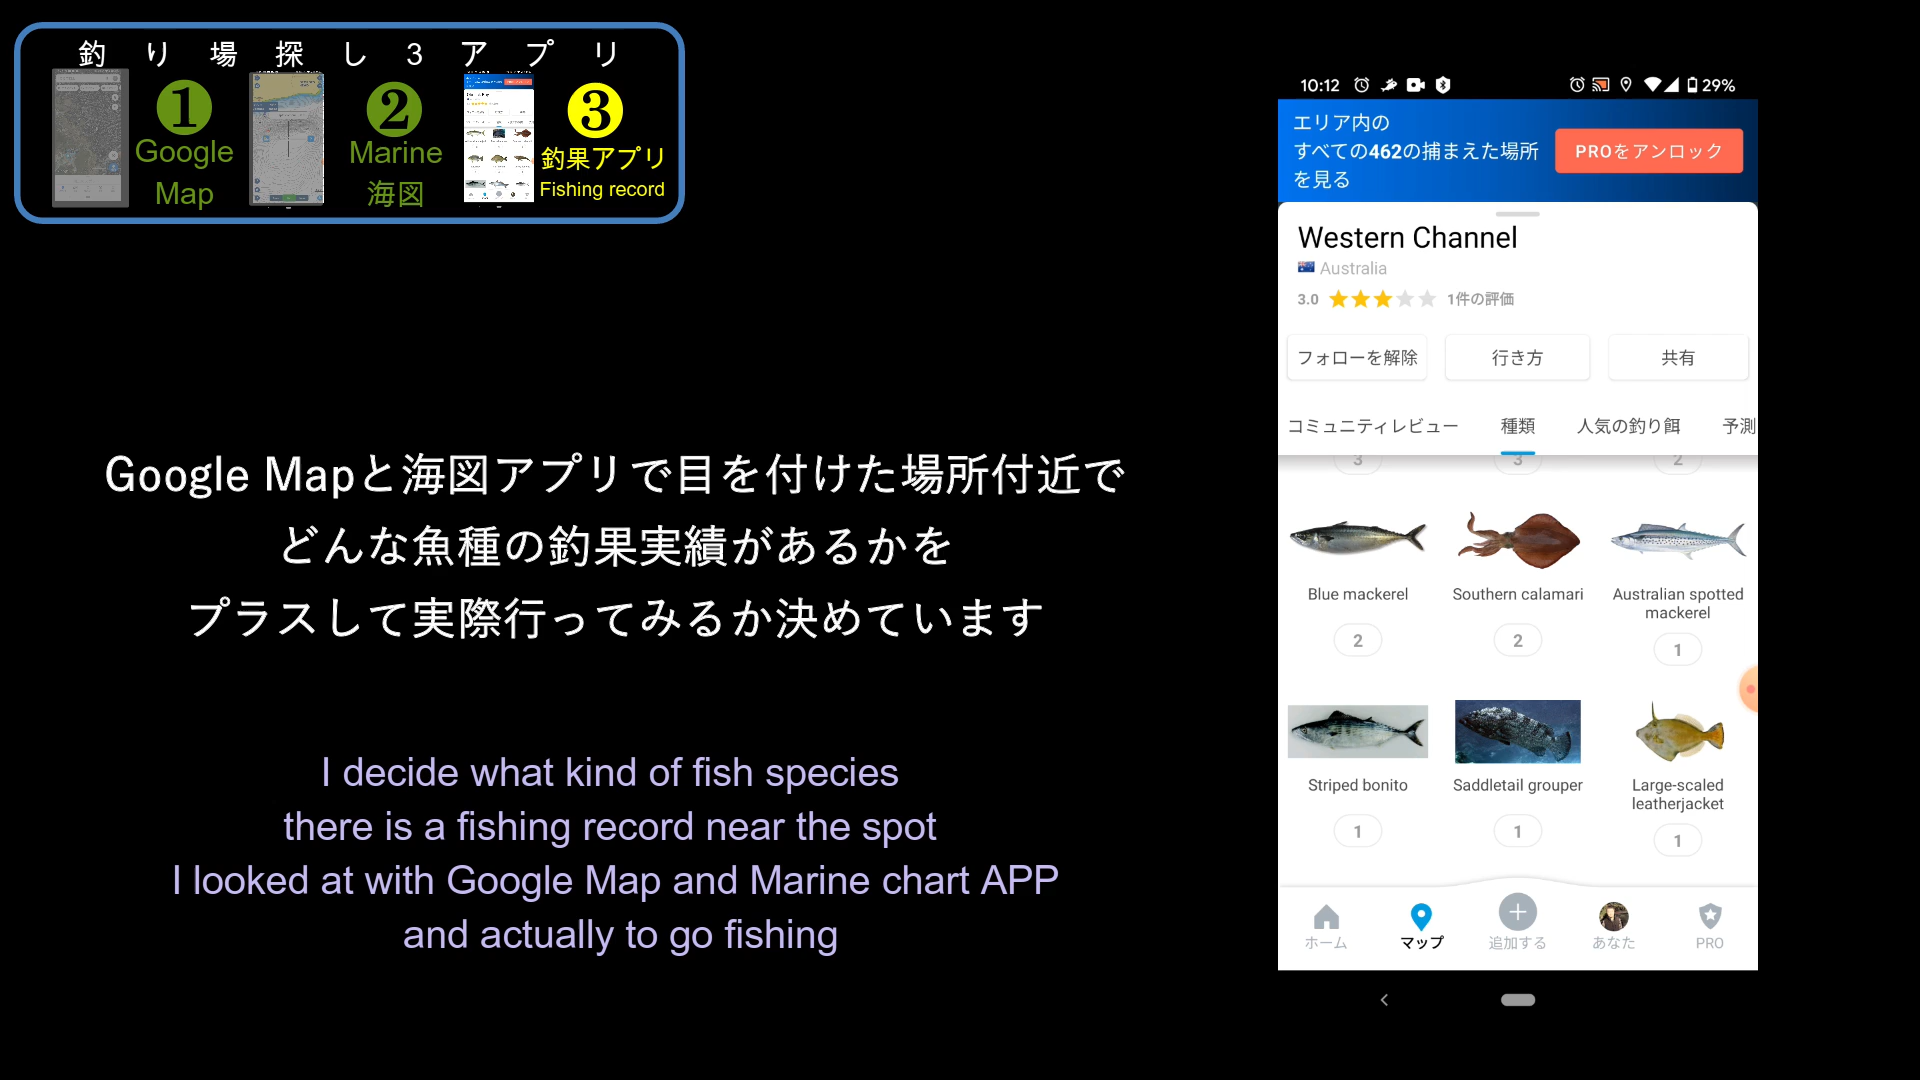 釣り場探し3アプリ
1
Google
Map
2
Marine
海図
3
釣果アプリ
Fishing record
Google Mapと海図アプリで目を付けた場所付近で
どんな魚種の釣果実績があるかを
プラスして実際行ってみるか決めています
I decide what kind of fish species
there is a fishing record near the spot
I looked at with Google Map and Marine chart APP
and actually to go fishing
10:12
29%
エリア内の
すべての462の捕まえた場所
を見る
PROをアンロック
Western Channel
Australia
3.0 1件の評価
フォローを解除 行き方 共有
コミュニティレビュー 種類 人気の釣り餌 予測
3 3 2
Blue mackerel Southern calamari Australian spotted
mackerel
2 2 1
Striped bonito Saddletail grouper Large-scaled
leatherjacket
1 1 1
ホーム マップ 追加する あなた PRO